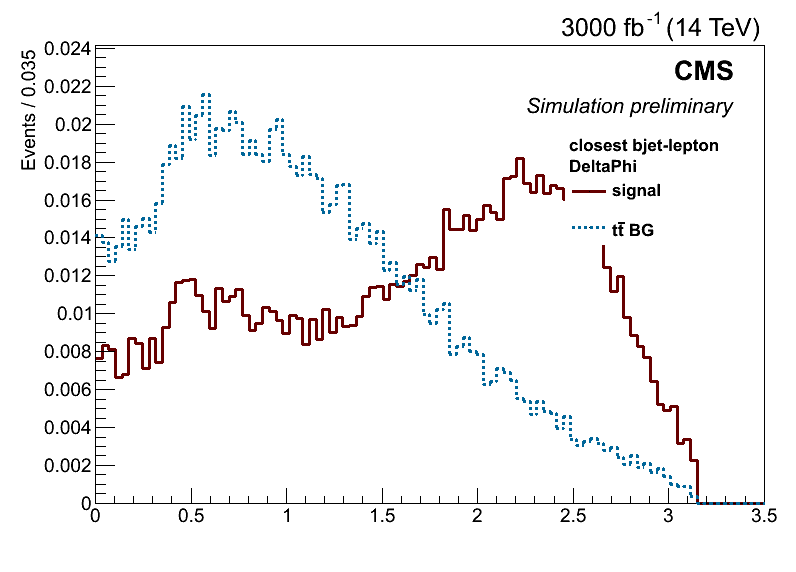 3000 fb⁻¹ (14 TeV)
Events / 0.035
0.024
0.022
0.02
0.018
0.016
0.014
0.012
0.01
0.008
0.006
0.004
0.002
0
CMS
Simulation preliminary
closest bjet-lepton
DeltaPhi
signal
tt̄ BG
0 0.5 1 1.5 2 2.5 3 3.5